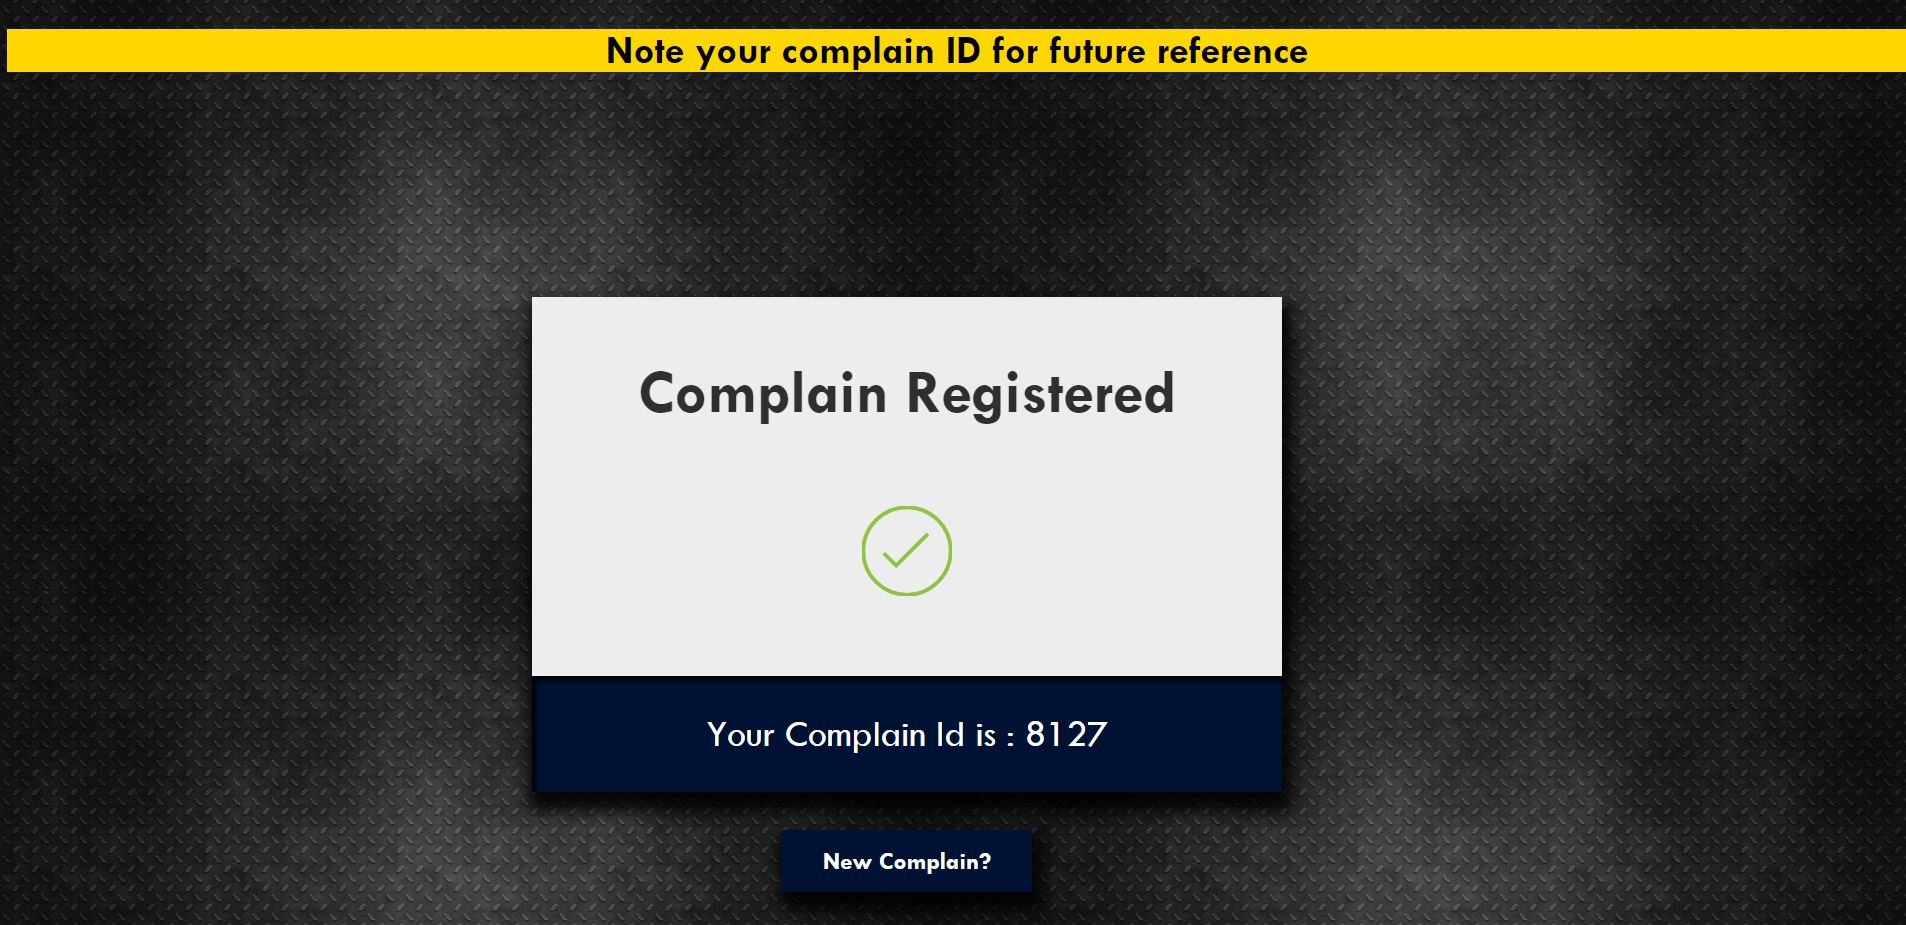 Note your complain ID for future reference
Complain Registered
Your Complain Id is : 8127
New Complain?